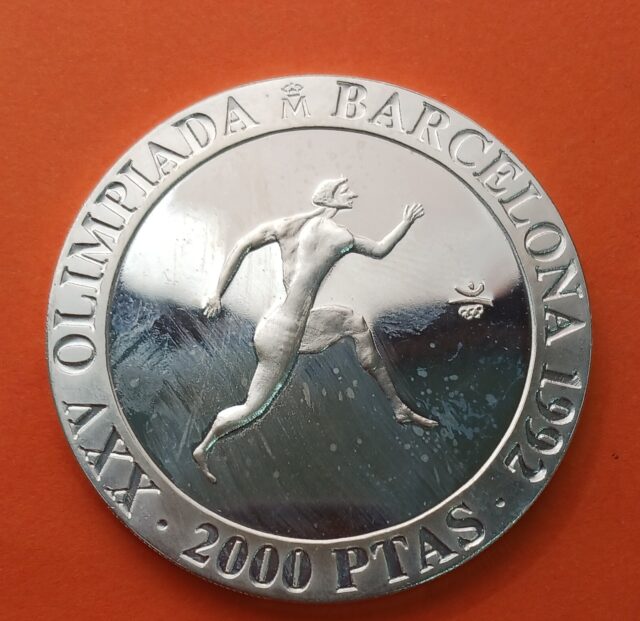 XXV OLIMPIADA M BARCELONA 1992
· 2000 PTAS ·